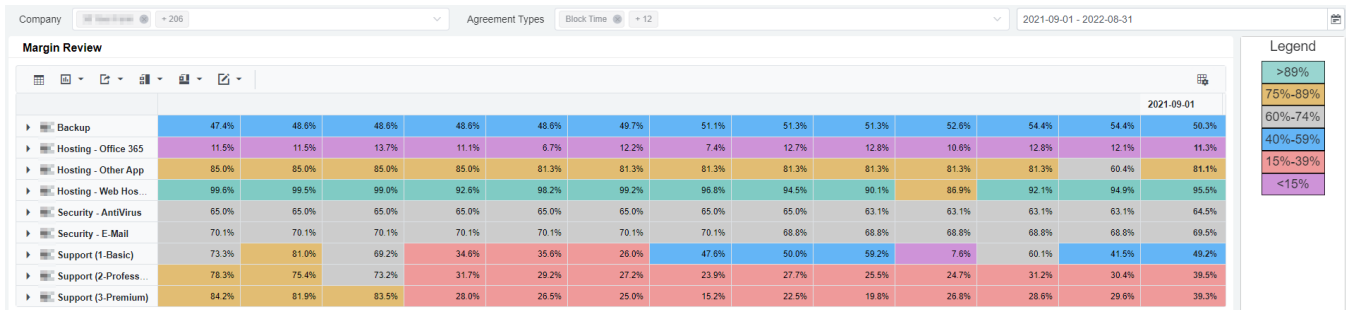 Company + 206 Agreement Types Block Time + 12 2021-09-01 - 2022-08-31
Margin Review
Legend
>89%
75%-89%
60%-74%
40%-59%
15%-39%
<15%
2021-09-01
Backup 47.4% 48.6% 48.6% 48.6% 48.6% 49.7% 51.1% 51.3% 51.3% 52.6% 54.4% 54.4% 50.3%
Hosting - Office 365 11.5% 11.5% 13.7% 11.1% 6.7% 12.2% 7.4% 12.7% 12.8% 10.6% 12.8% 12.1% 11.3%
Hosting - Other App 85.0% 85.0% 85.0% 85.0% 81.3% 81.3% 81.3% 81.3% 81.3% 81.3% 81.3% 60.4% 81.1%
Hosting - Web Hos... 99.6% 99.5% 99.0% 92.6% 98.2% 99.2% 96.8% 94.5% 90.1% 86.9% 92.1% 94.9% 95.5%
Security - AntiVirus 65.0% 65.0% 65.0% 65.0% 65.0% 65.0% 65.0% 65.0% 63.1% 63.1% 63.1% 63.1% 64.5%
Security - E-Mail 70.1% 70.1% 70.1% 70.1% 70.1% 70.1% 70.1% 68.8% 68.8% 68.8% 68.8% 68.8% 69.5%
Support (1-Basic) 73.3% 81.0% 69.2% 34.6% 35.6% 26.0% 47.6% 50.0% 59.2% 7.6% 60.1% 41.5% 49.2%
Support (2-Profess... 78.3% 75.4% 73.2% 31.7% 29.2% 27.2% 23.9% 27.7% 25.5% 24.7% 31.2% 30.4% 39.5%
Support (3-Premium) 84.2% 81.9% 83.5% 28.0% 26.5% 25.0% 15.2% 22.5% 19.8% 26.8% 28.6% 29.6% 39.3%